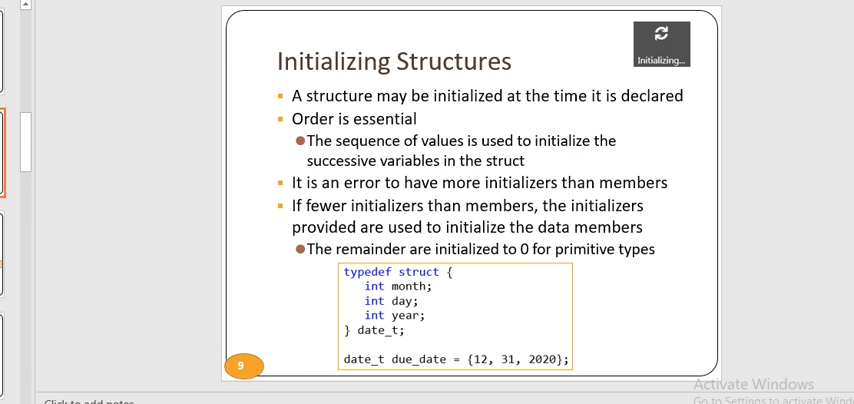 Initializing Structures
Initializing...
A structure may be initialized at the time it is declared
Order is essential
The sequence of values is used to initialize the
successive variables in the struct
It is an error to have more initializers than members
If fewer initializers than members, the initializers
provided are used to initialize the data members
The remainder are initialized to 0 for primitive types
typedef struct {
int month;
int day;
int year;
} date_t;
date_t due_date = {12, 31, 2020};
9
Activate Windows
Go to Settings to activate Wind
Click to add notes